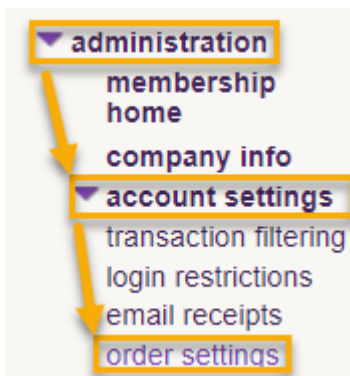 administration
membership
home
company info
account settings
transaction filtering
login restrictions
email receipts
order settings